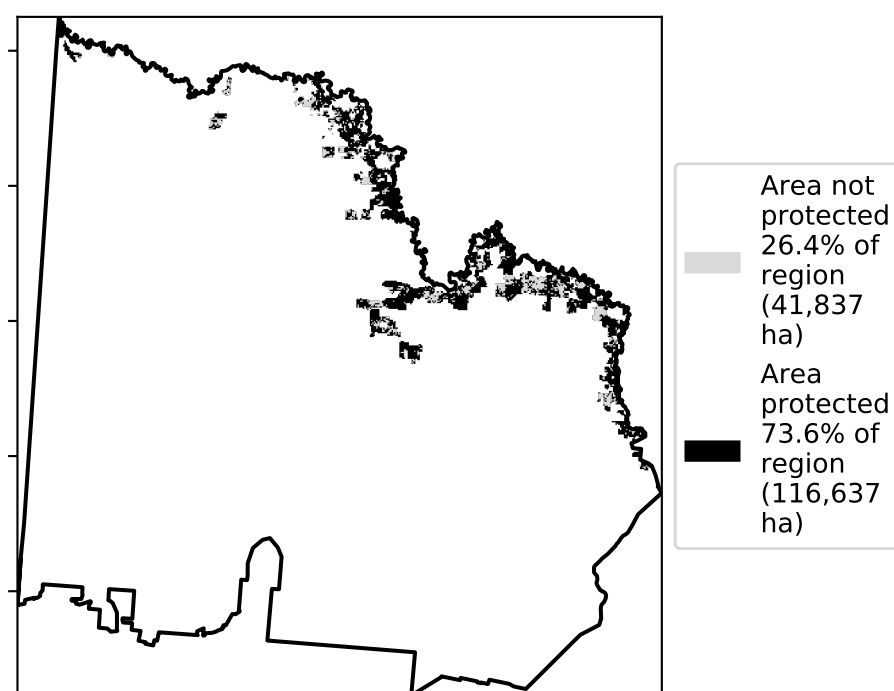 Area not
protected
26.4% of
region
(41,837
ha)
Area
protected
73.6% of
region
(116,637
ha)